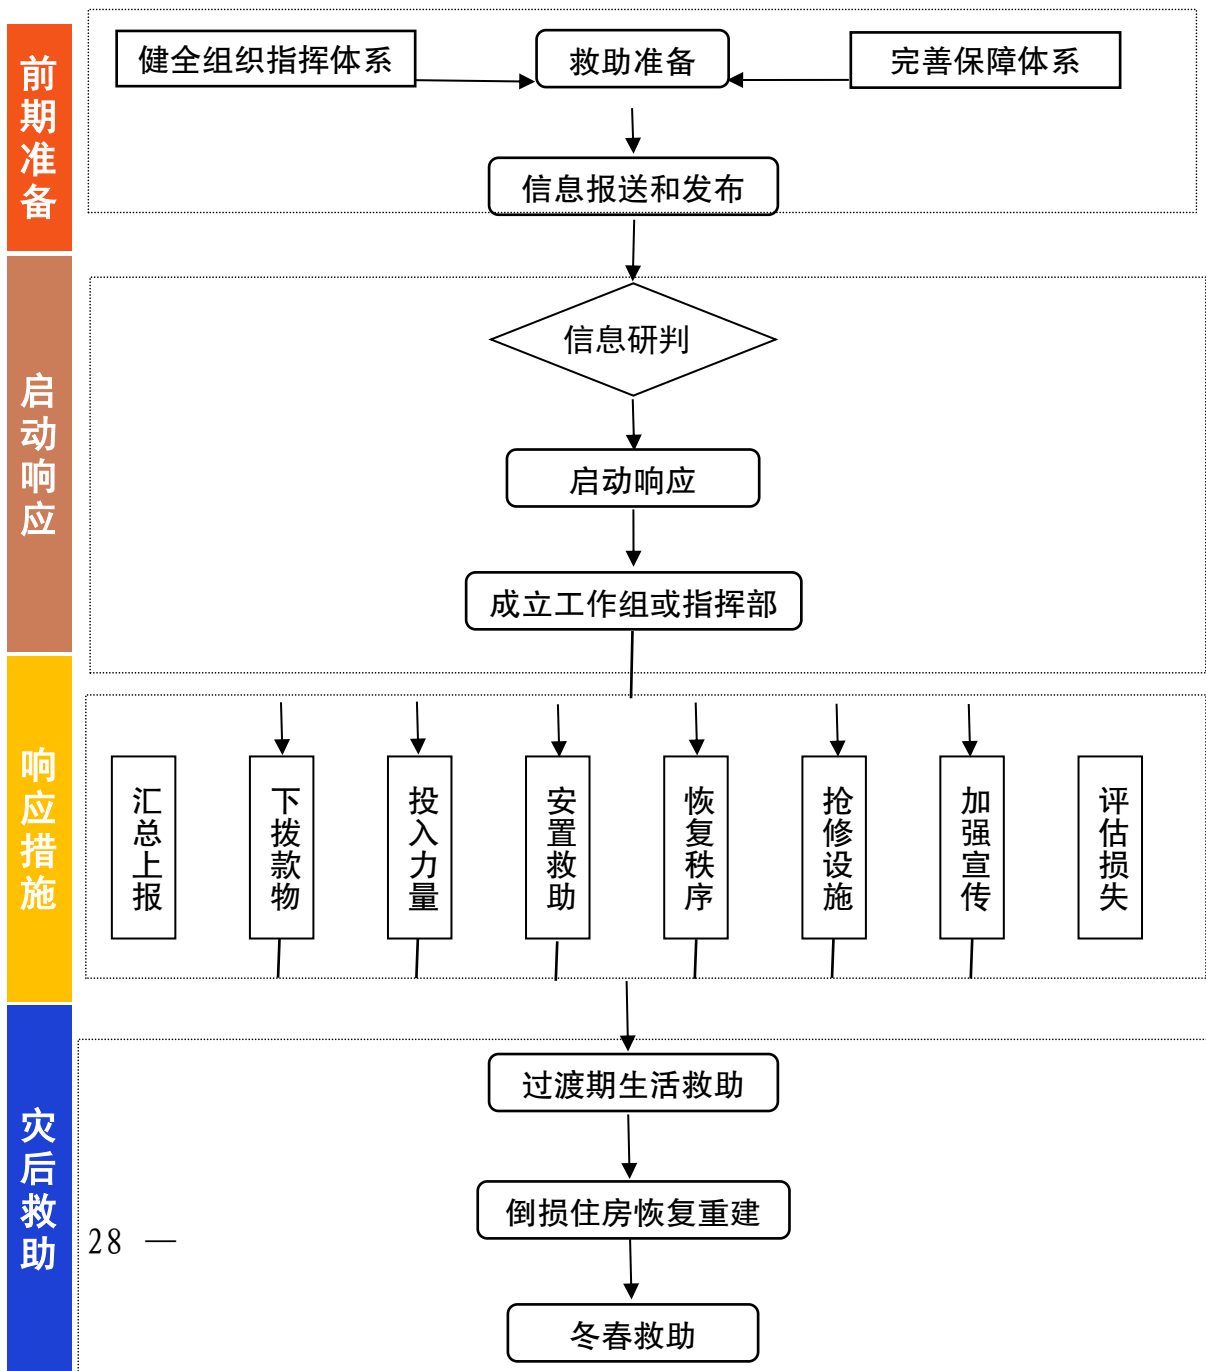 前期准备
健全组织指挥体系
救助准备
完善保障体系
信息报送和发布
启动响应
信息研判
启动响应
成立工作组或指挥部
响应措施
汇总上报
下拨款物
投入力量
安置救助
恢复秩序
抢修设施
加强宣传
评估损失
灾后救助
过渡期生活救助
倒损住房恢复重建
28 —
冬春救助